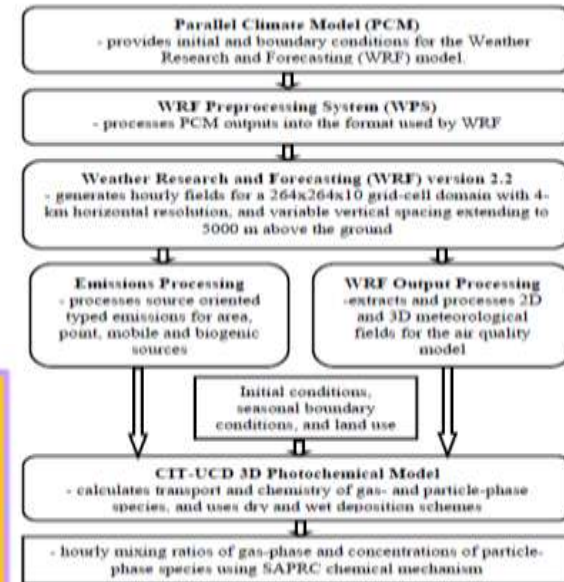 Parallel Climate Model (PCM)
- provides initial and boundary conditions for the Weather
Research and Forecasting (WRF) model.
WRF Preprocessing System (WPS)
- processes PCM outputs into the format used by WRF
Weather Research and Forecasting (WRF) version 2.2
- generates hourly fields for a 264x264x10 grid-cell domain with 4-
km horizontal resolution, and variable vertical spacing extending to
5000 m above the ground
Emissions Processing
- processes source oriented
typed emissions for area,
point, mobile and biogenic
sources
WRF Output Processing
-extracts and processes 2D
and 3D meteorological
fields for the air quality
model
Initial conditions,
seasonal boundary
conditions, and land use
CIT-UCD 3D Photochemical Model
- calculates transport and chemistry of gas- and particle-phase
species, and uses dry and wet deposition schemes
- hourly mixing ratios of gas-phase and concentrations of particle-
phase species using SAPRC chemical mechanism